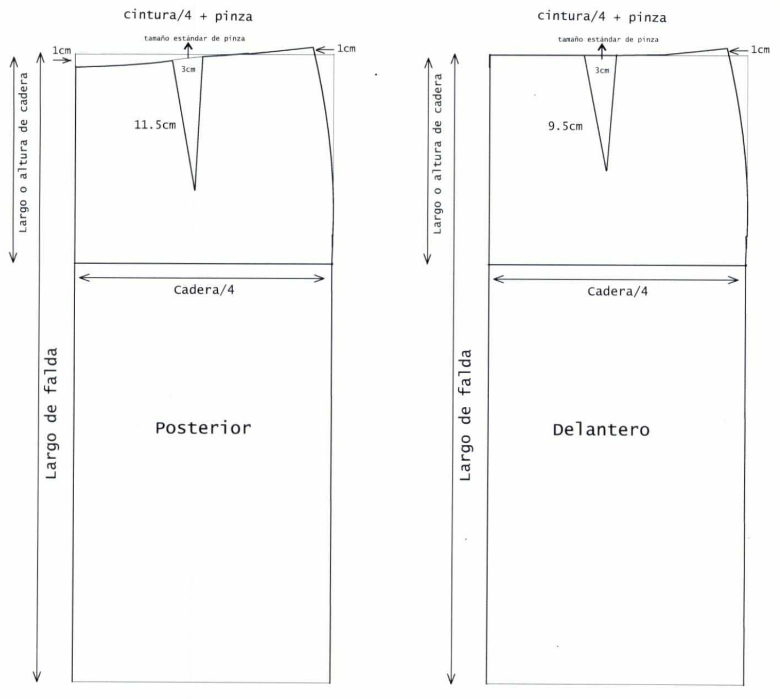 cintura/4 + pinza
tamaño estándar de pinza
1cm
1cm
3cm
11.5cm
Largo o altura de cadera
Cadera/4
Largo de falda
Posterior
cintura/4 + pinza
tamaño estándar de pinza
1cm
3cm
9.5cm
Largo o altura de cadera
Cadera/4
Largo de falda
Delantero